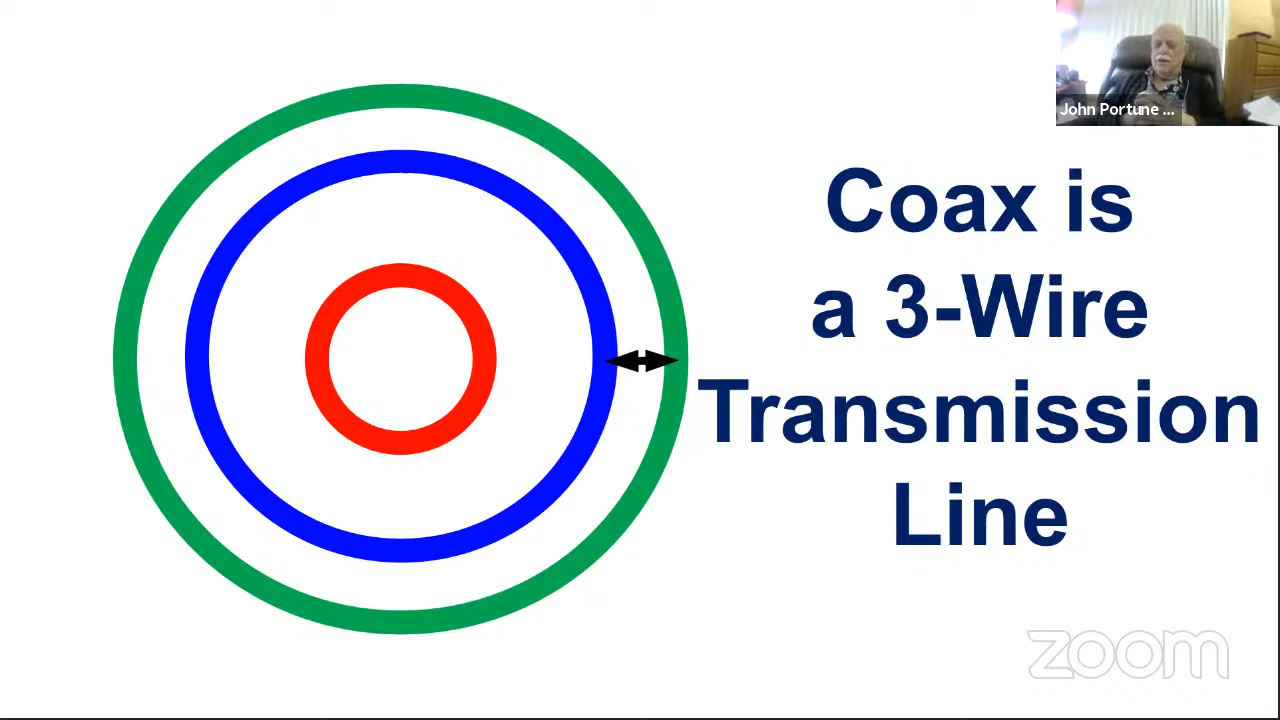 John Portune ...
Coax is
a 3-Wire
Transmission
Line
zoom